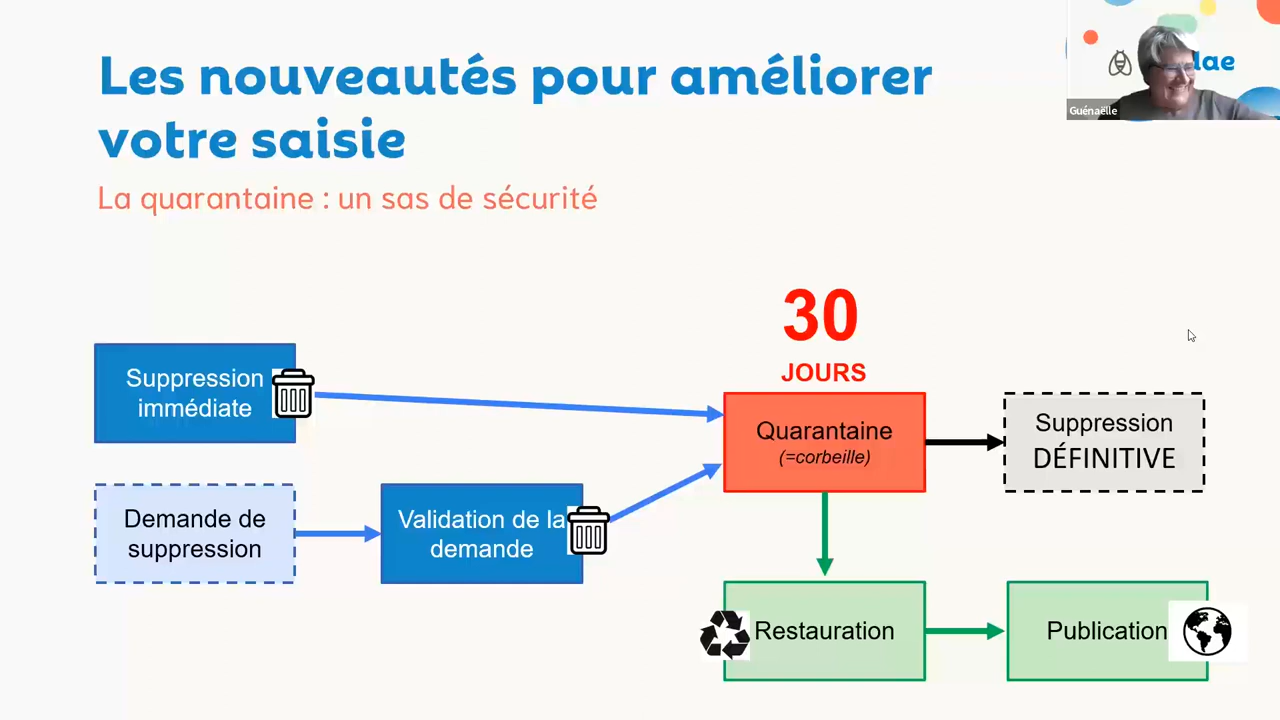 Les nouveautés pour améliorer
votre saisie
La quarantaine : un sas de sécurité
Guénaëlle
30
JOURS
Suppression
immédiate
Quarantaine
(=corbeille)
Suppression
DÉFINITIVE
Demande de
suppression
Validation de la
demande
Restauration
Publication